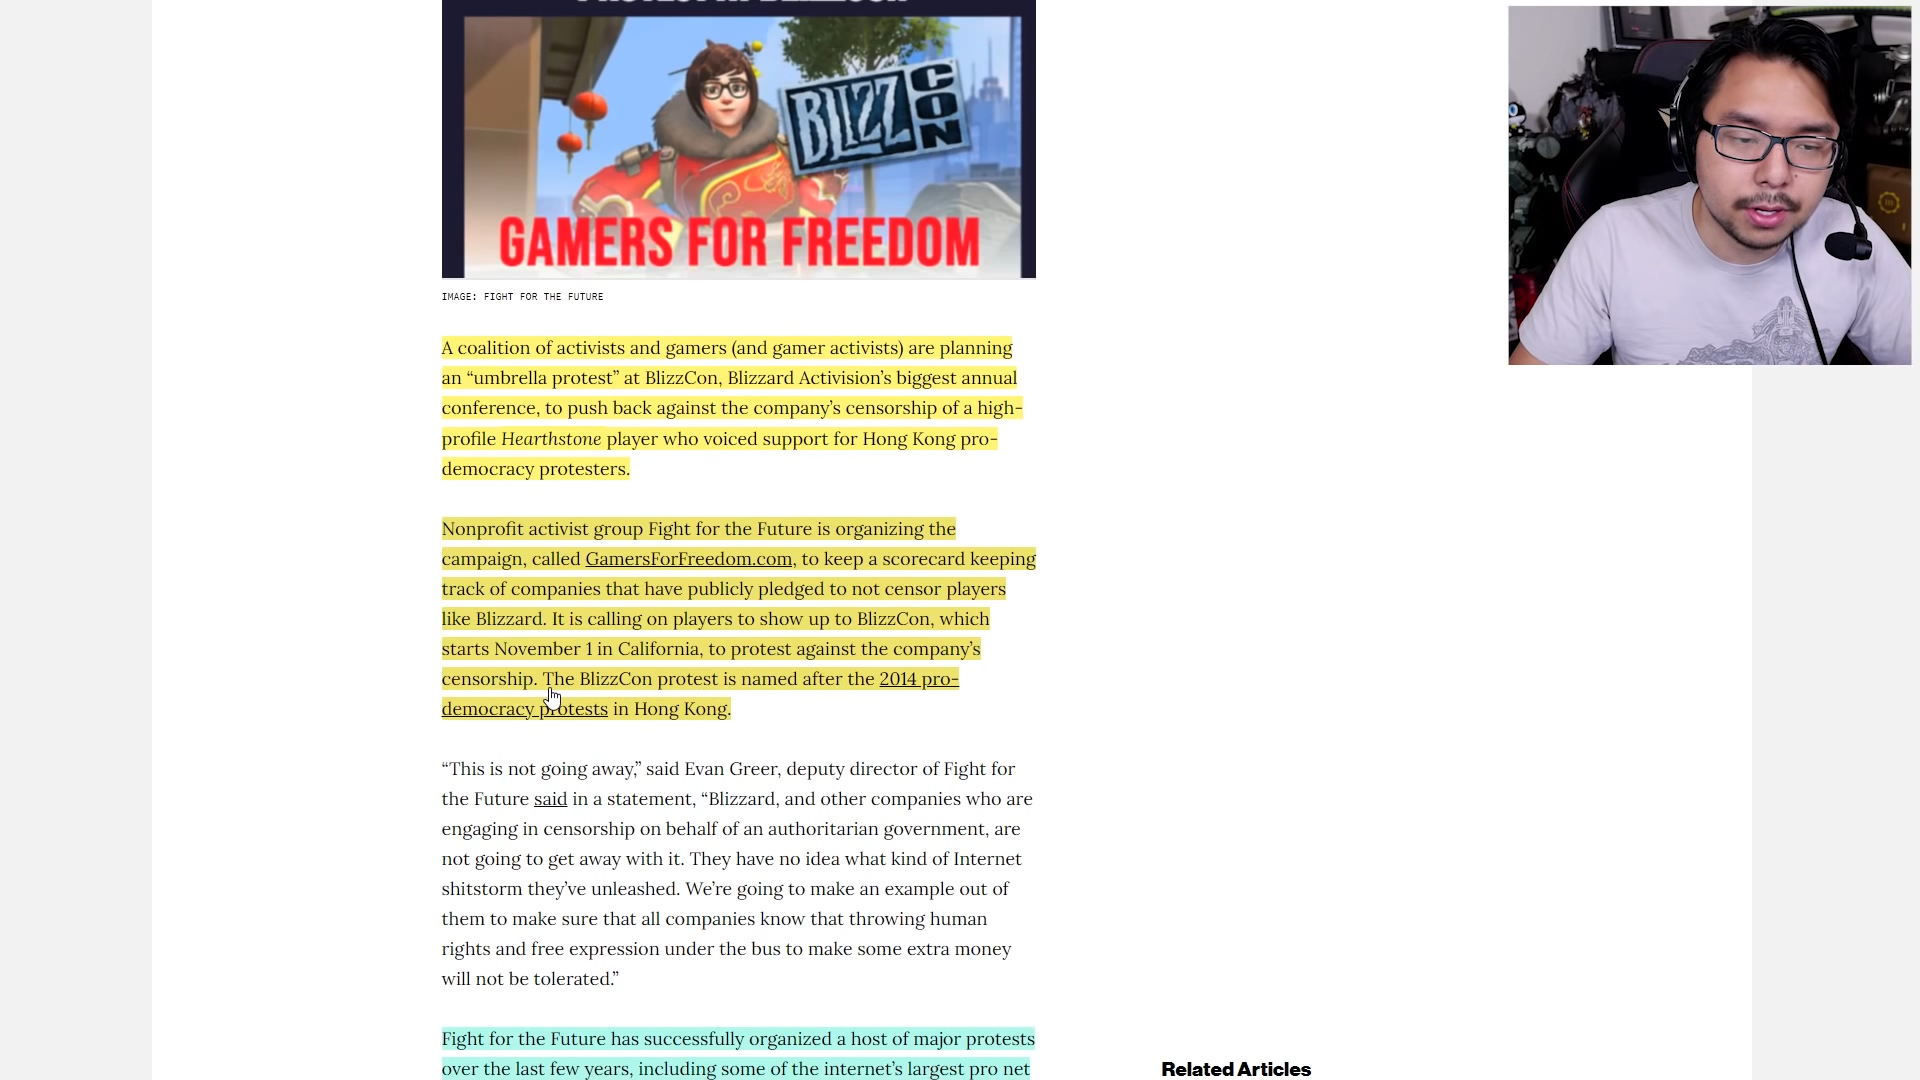 BLIZZ
CON
GAMERS FOR FREEDOM
IMAGE: FIGHT FOR THE FUTURE
A coalition of activists and gamers (and gamer activists) are planning
an “umbrella protest” at BlizzCon, Blizzard Activision’s biggest annual
conference, to push back against the company’s censorship of a high-
profile Hearthstone player who voiced support for Hong Kong pro-
democracy protesters.
Nonprofit activist group Fight for the Future is organizing the
campaign, called GamersForFreedom.com, to keep a scorecard keeping
track of companies that have publicly pledged to not censor players
like Blizzard. It is calling on players to show up to BlizzCon, which
starts November 1 in California, to protest against the company’s
censorship. The BlizzCon protest is named after the 2014 pro-
democracy protests in Hong Kong.
“This is not going away,” said Evan Greer, deputy director of Fight for
the Future said in a statement, “Blizzard, and other companies who are
engaging in censorship on behalf of an authoritarian government, are
not going to get away with it. They have no idea what kind of Internet
shitstorm they’ve unleashed. We’re going to make an example out of
them to make sure that all companies know that throwing human
rights and free expression under the bus to make some extra money
will not be tolerated.”
Fight for the Future has successfully organized a host of major protests
over the last few years, including some of the internet’s largest pro net
Related Articles